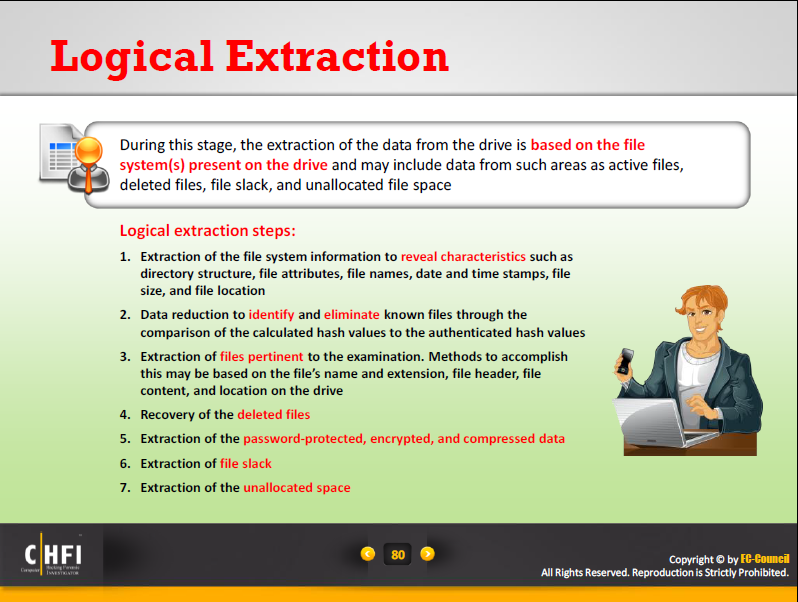 Logical Extraction
During this stage, the extraction of the data from the drive is based on the file
system(s) present on the drive and may include data from such areas as active files,
deleted files, file slack, and unallocated file space
Logical extraction steps:
1. Extraction of the file system information to reveal characteristics such as
directory structure, file attributes, file names, date and time stamps, file
size, and file location
2. Data reduction to identify and eliminate known files through the
comparison of the calculated hash values to the authenticated hash values
3. Extraction of files pertinent to the examination. Methods to accomplish
this may be based on the file's name and extension, file header, file
content, and location on the drive
4. Recovery of the deleted files
5. Extraction of the password-protected, encrypted, and compressed data
6. Extraction of file slack
7. Extraction of the unallocated space
CHFI
Computer Hacking Forensic
INVESTIGATOR
80
Copyright © by EC-Council
All Rights Reserved. Reproduction is Strictly Prohibited.